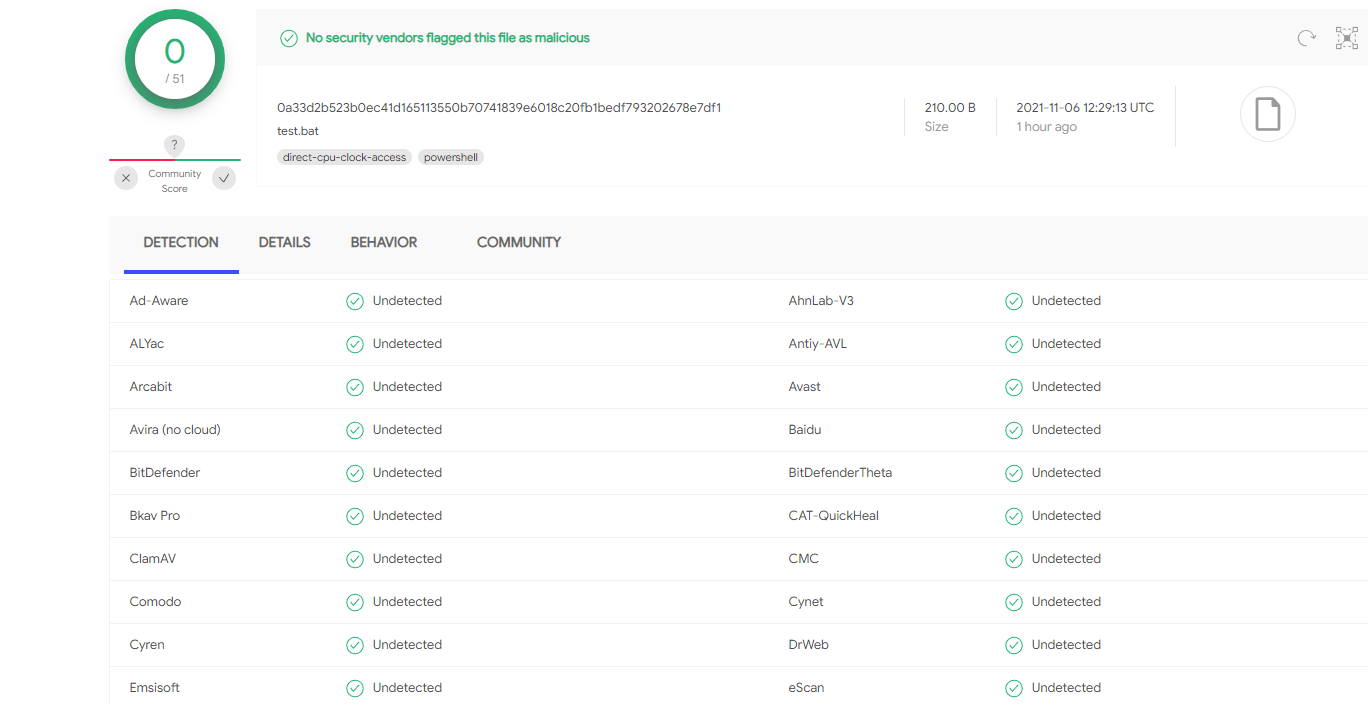 0
/ 51
?
Community
Score
No security vendors flagged this file as malicious
0a33d2b523b0ec41d165113550b70741839e6018c20fb1bedf793202678e7df1
test.bat
direct-cpu-clock-access powershell
210.00 B
Size
2021-11-06 12:29:13 UTC
1 hour ago
DETECTION DETAILS BEHAVIOR COMMUNITY
Ad-Aware Undetected AhnLab-V3 Undetected
ALYac Undetected Antiy-AVL Undetected
Arcabit Undetected Avast Undetected
Avira (no cloud) Undetected Baidu Undetected
BitDefender Undetected BitDefenderTheta Undetected
Bkav Pro Undetected CAT-QuickHeal Undetected
ClamAV Undetected CMC Undetected
Comodo Undetected Cynet Undetected
Cyren Undetected DrWeb Undetected
Emsisoft Undetected eScan Undetected